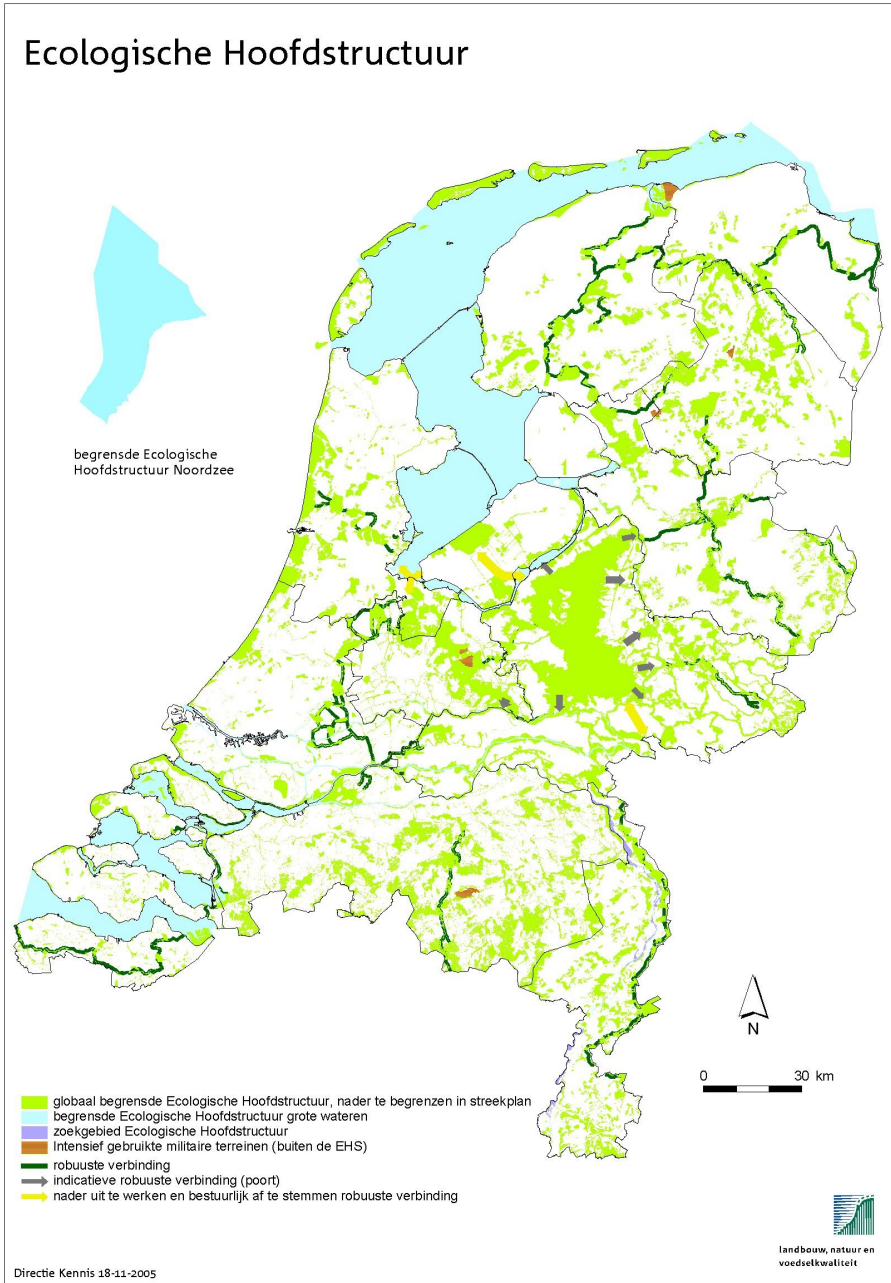 Ecologische Hoofdstructuur
begrensde Ecologische
Hoofdstructuur Noordzee
N
0 30 km
globaal begrensde Ecologische Hoofdstructuur, nader te begrenzen in streekplan
begrensde Ecologische Hoofdstructuur grote wateren
zoekgebied Ecologische Hoofdstructuur
Intensief gebruikte militaire terreinen (buiten de EHS)
robuuste verbinding
indicatieve robuuste verbinding (poort)
nader uit te werken en bestuurlijk af te stemmen robuuste verbinding
landbouw, natuur en
voedselkwaliteit
Directie Kennis 18-11-2005